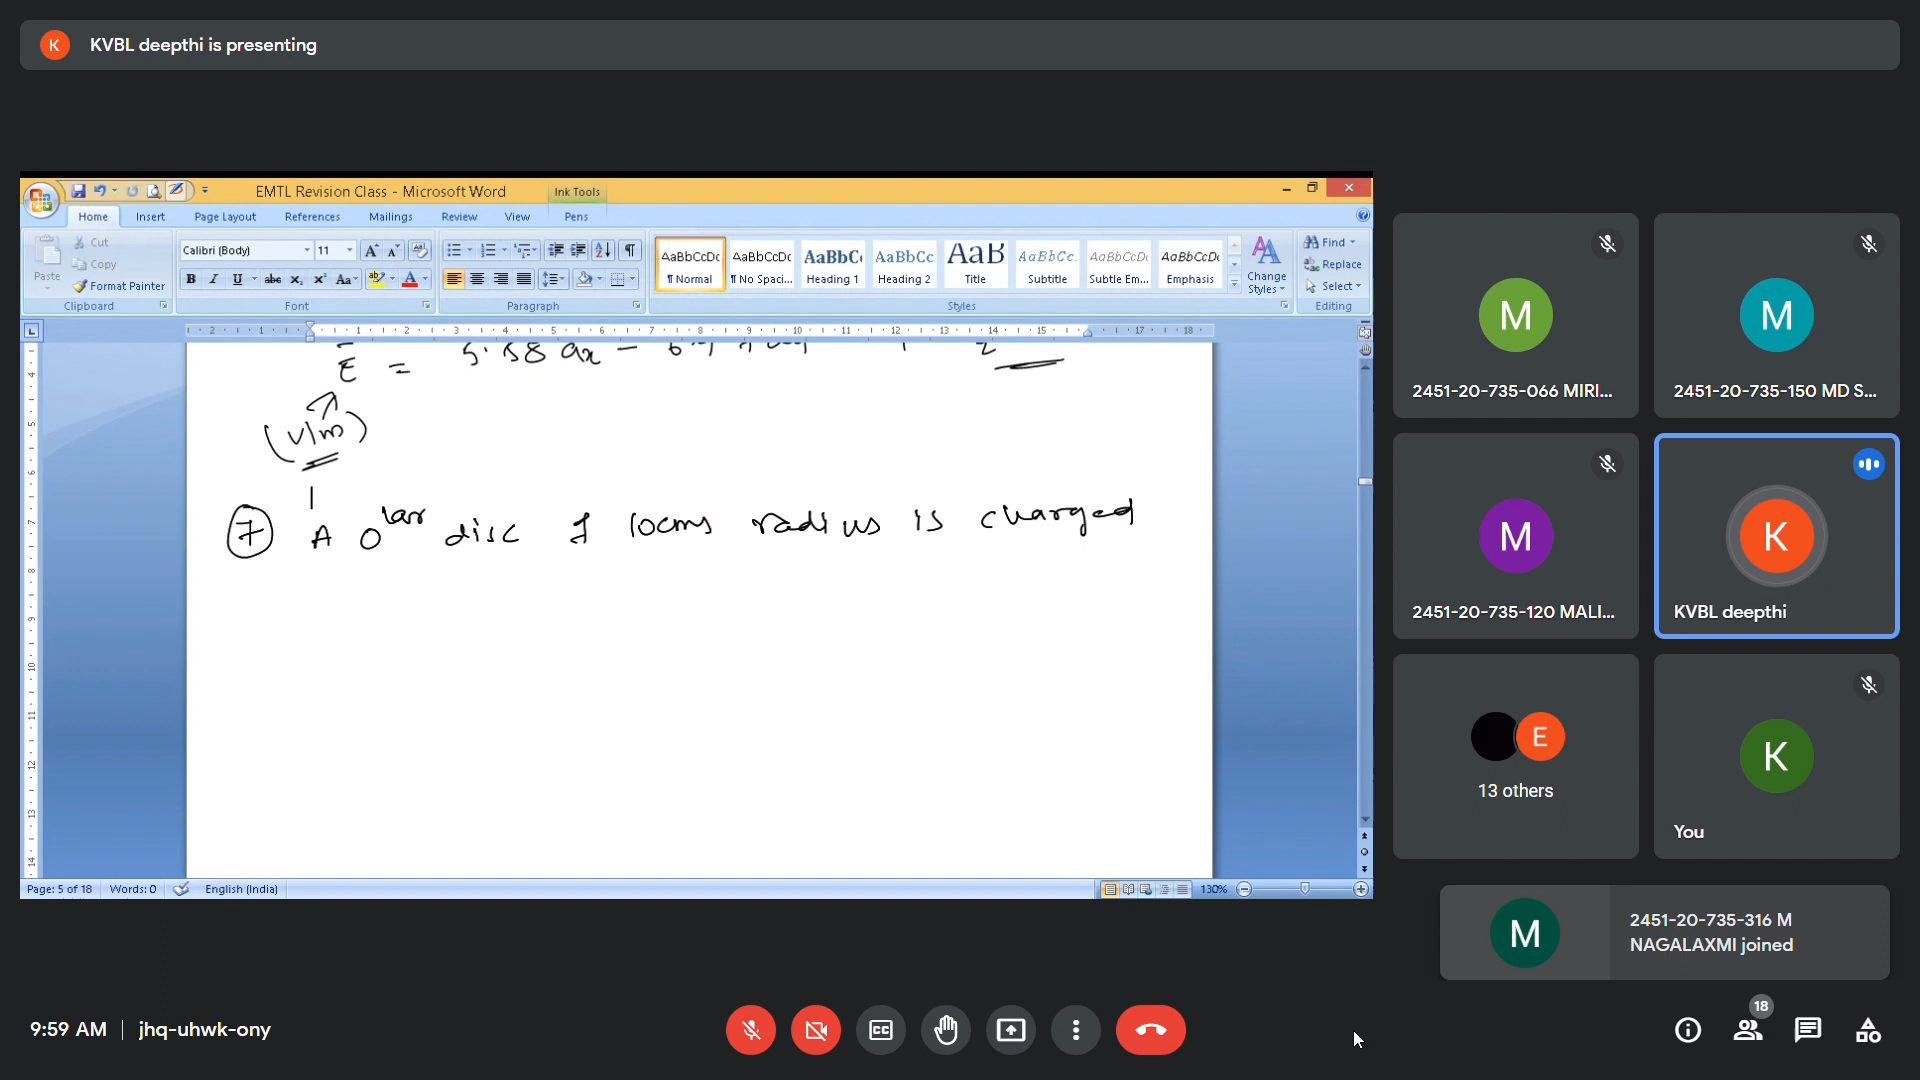 K KVBL deepthi is presenting
EMTL Revision Class - Microsoft Word Ink Tools
Home Insert Page Layout References Mailings Review View Pens
Paste Cut Copy Format Painter
Calibri (Body) 11
AaBbCcDc AaBbCcDc AaBbC AaBbCc AaB AaBbCc. AaBbCcDc AaBbCcDc
¶ Normal ¶ No Spaci... Heading 1 Heading 2 Title Subtitle Subtle Em... Emphasis
Change Styles
Find Replace Select
Clipboard Font Paragraph Styles Editing
E = 5.58 ax -
(V/m)
7 A Olar disc of 10cms radius is charged
Page: 5 of 18 Words: 0 English (India) 130%
M 2451-20-735-066 MIRI...
M 2451-20-735-150 MD S...
M 2451-20-735-120 MALI...
K KVBL deepthi
E 13 others
K You
M 2451-20-735-316 M
NAGALAXMI joined
9:59 AM | jhq-uhwk-ony
CC
18